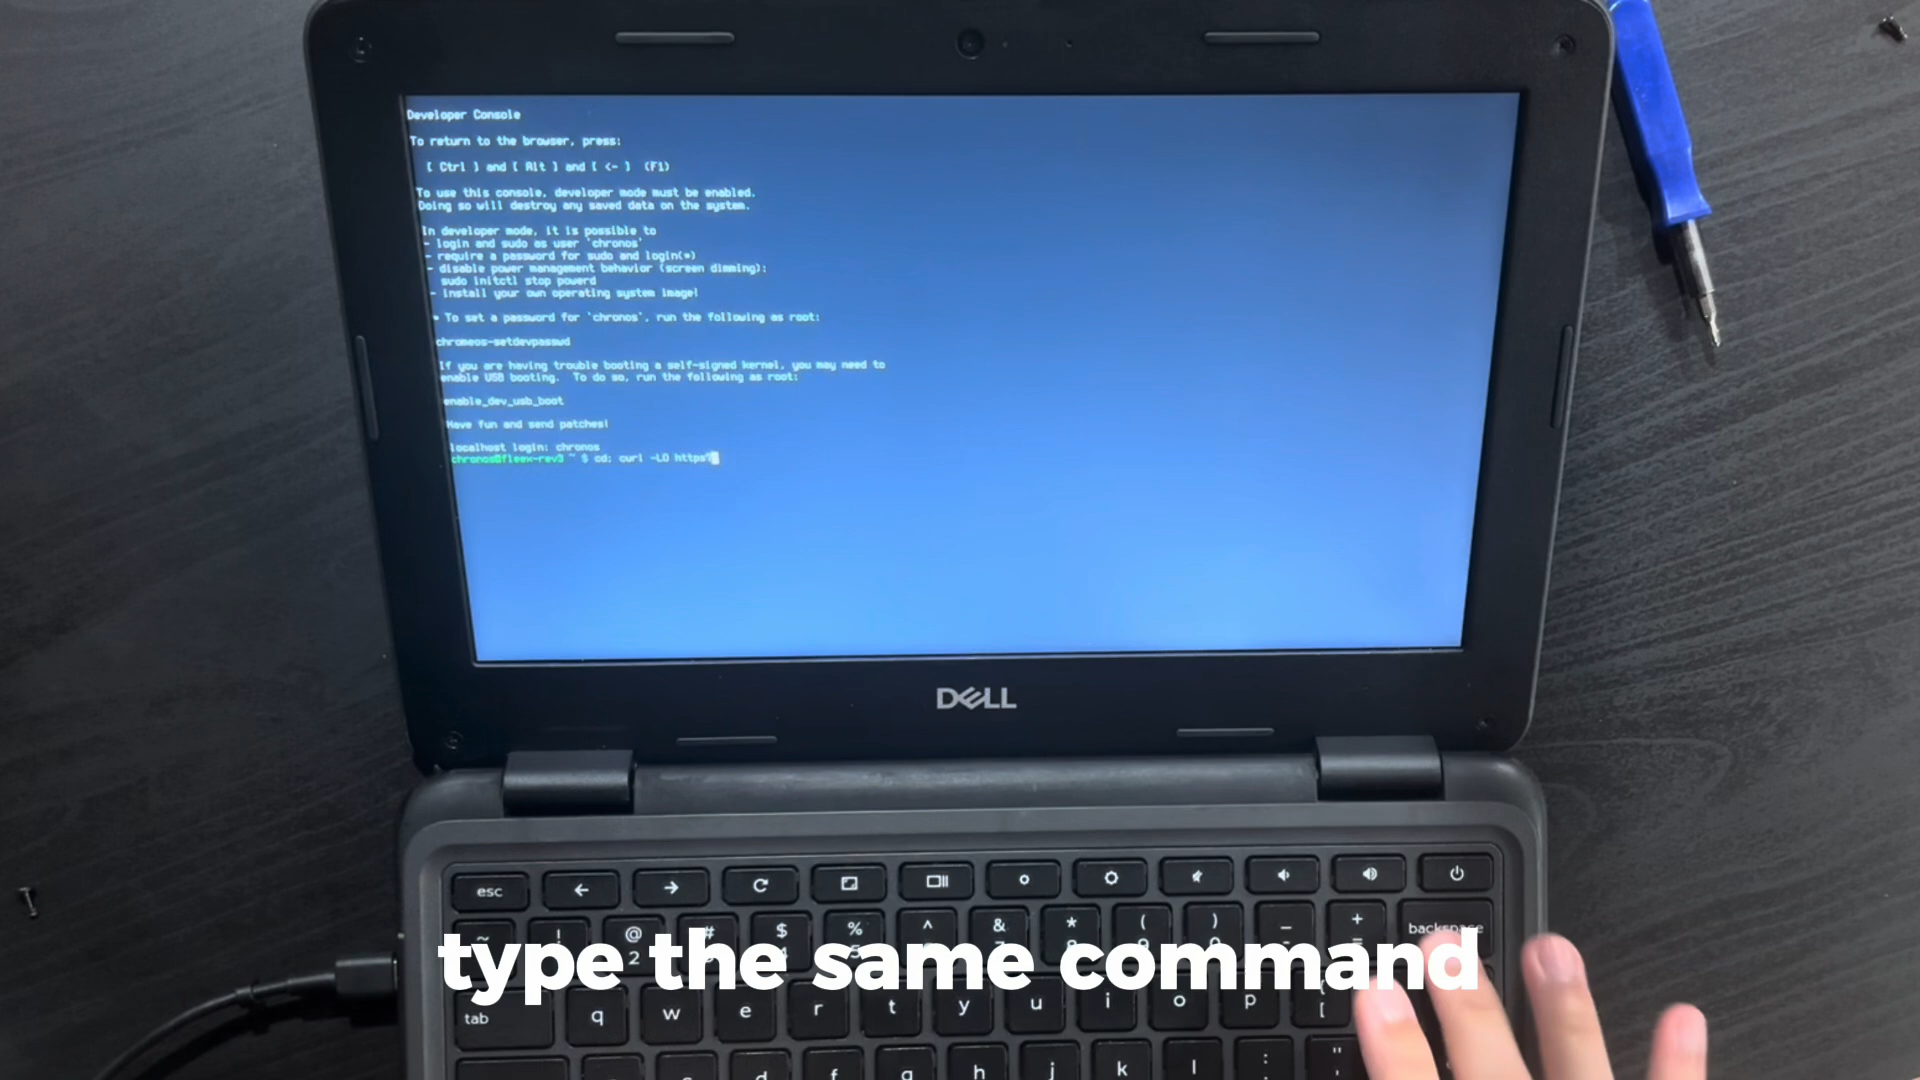 Developer Console
To return to the browser, press:
[ Ctrl ] and [ Alt ] and [ <- ] (F1)
To use this console, developer mode must be enabled.
Doing so will destroy any saved data on the system.
In developer mode, it is possible to
- login and sudo as user 'chronos'
- require a password for sudo and login(*)
- disable power management behavior (screen dimming):
sudo initctl stop powerd
- install your own operating system image!
* To set a password for 'chronos', run the following as root:
chromeos-setdevpasswd
If you are having trouble booting a self-signed kernel, you may need to
enable USB booting. To do so, run the following as root:
enable_dev_usb_boot
Have fun and send patches!
localhost login: chronos
chronos@fleex-rev3 ~ $ cd; curl -LO https
DELL
esc
~ ! @ # $ % ^ & * ( ) _ +
backspace
2
type the same command
tab q w e r t y u i o p { [
d f g h j k l : "